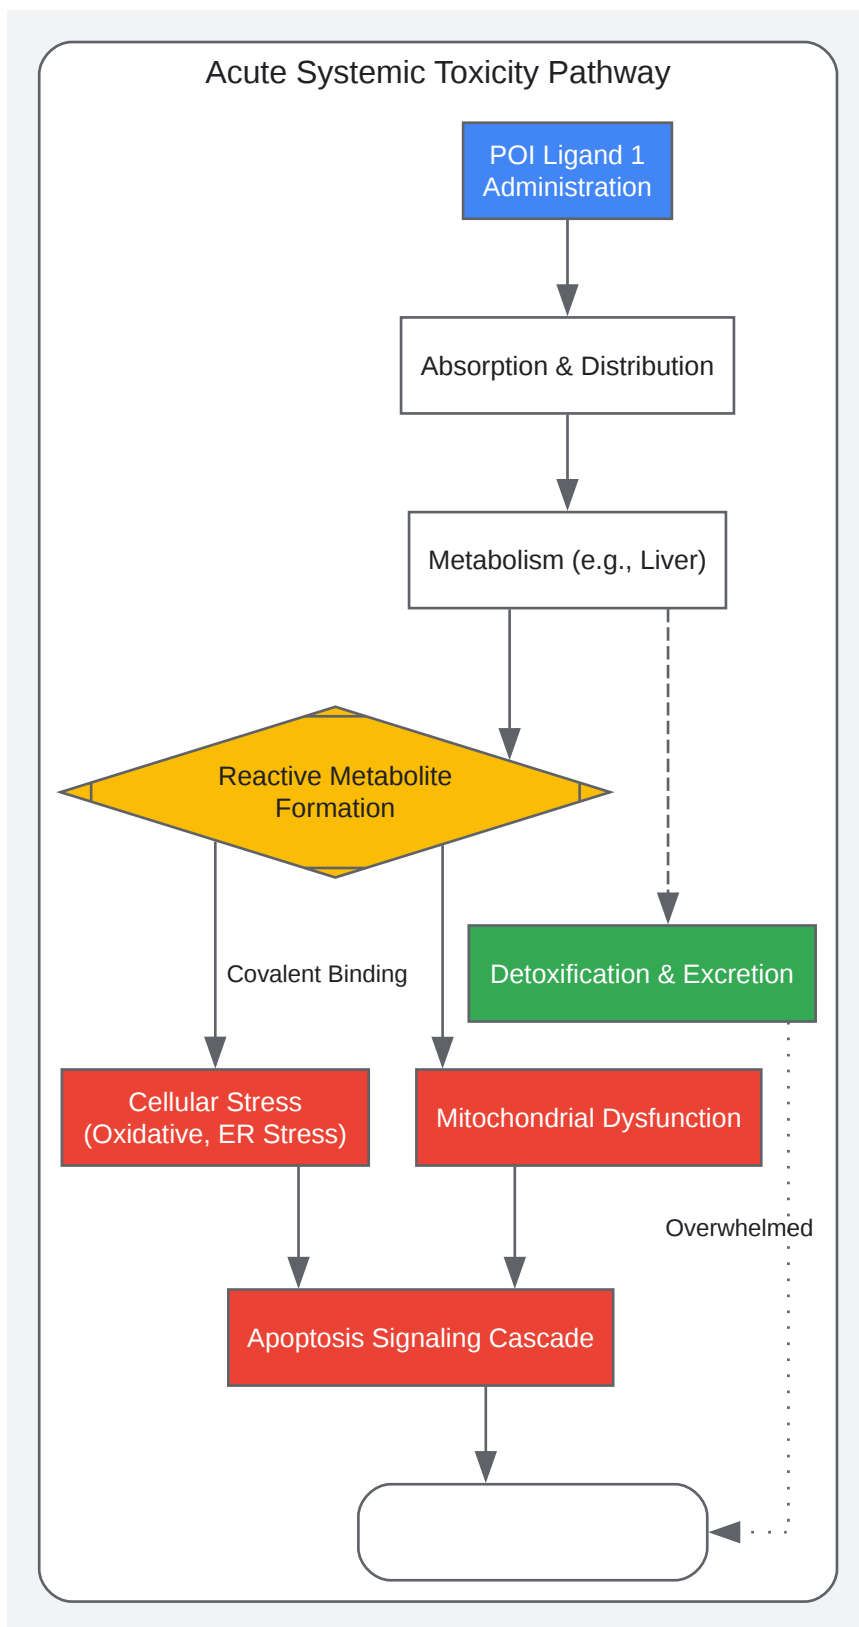 Acute Systemic Toxicity Pathway
POI Ligand 1
Administration
Absorption & Distribution
Metabolism (e.g., Liver)
Reactive Metabolite
Formation
Covalent Binding
Detoxification & Excretion
Cellular Stress
(Oxidative, ER Stress)
Mitochondrial Dysfunction
Overwhelmed
Apoptosis Signaling Cascade